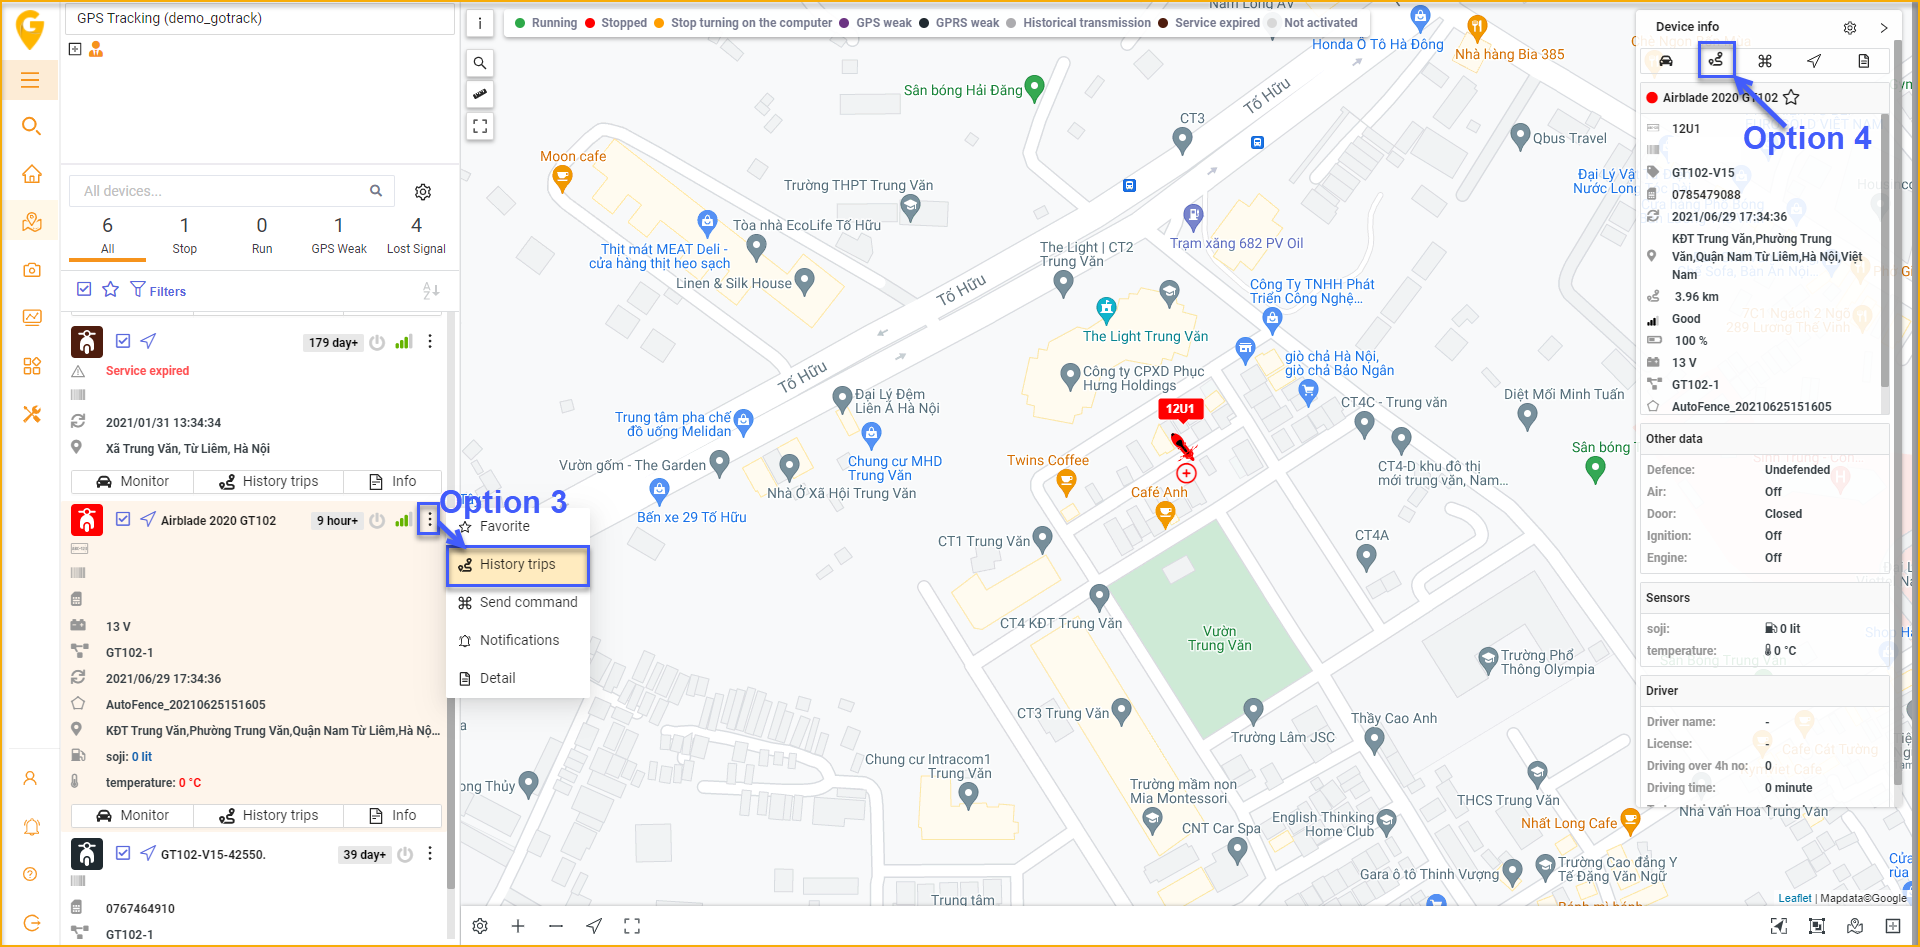 GPS Tracking (demo_gotrack)
All devices...
6
All
1
Stop
0
Run
1
GPS Weak
4
Lost Signal
Filters
179 day+
Service expired
2021/01/31 13:34:34
Xã Trung Văn, Từ Liêm, Hà Nội
Monitor
History trips
Info
Airblade 2020 GT102
9 hour+
13 V
GT102-1
2021/06/29 17:34:36
AutoFence_20210625151605
KĐT Trung Văn,Phường Trung Văn,Quận Nam Từ Liêm,Hà Nộ...
soji: 0 lit
temperature: 0 °C
Monitor
History trips
Info
GT102-V15-42550.
39 day+
0767464910
GT102-1
Option 3
Favorite
History trips
Send command
Notifications
Detail
Running
Stopped
Stop turning on the computer
GPS weak
GPRS weak
Historical transmission
Service expired
Not activated
Honda Ô Tô Hà Đông
Nhà hàng Bia 385
Sân bóng Hải Đăng
Tố Hữu
CT3
Qbus Travel
Moon cafe
Trường THPT Trung Văn
Tòa nhà EcoLife Tố Hữu
Thịt mát MEAT Deli -
cửa hàng thịt heo sạch
Linen & Silk House
Tố Hữu
The Light | CT2
Trung Văn
Trạm xăng 682 PV Oil
Công Ty TNHH Phát
Triển Công Nghệ...
The Light Trung Văn
giò chả Hà Nội,
giò chả Bảo Ngân
Công ty CPXD Phục
Hưng Holdings
Tố Hữu
Đại Lý Đệm
Liên Á Hà Nội
Trung tâm pha chế
đồ uống Melidan
Chung cư MHD
Trung Văn
Vườn gốm - The Garden
Nhà Ở Xã Hội Trung Văn
Bến xe 29 Tố Hữu
12U1
Twins Coffee
Café Anh
CT4C - Trung văn
Diệt Mối Minh Tuấn
CT4-D khu đô thị
mới trung văn, Nam...
CT4A
CT1 Trung Văn
CT4 KĐT Trung Văn
Vườn
Trung Văn
Trường Phổ
Thông Olympia
CT3 Trung Văn
Thầy Cao Anh
Trường Lâm JSC
Chung cư Intracom1
Trung Văn
Trường mầm non
Mia Montessori
CNT Car Spa
English Thinking
Home Club
THCS Trung Văn
Nhất Long Cafe
Gara ô tô Thinh Vượng
Trường Cao đẳng Y
Tế Đặng Văn Ngữ
Trung tâm
Nhà Văn Hoá Trung Văn
Leaflet | Mapdata©Google
Device info
Airblade 2020 GT102
Option 4
12U1
GT102-V15
0785479088
2021/06/29 17:34:36
KĐT Trung Văn,Phường Trung
Văn,Quận Nam Từ Liêm,Hà Nội,Việt
Nam
3.96 km
Good
100 %
13 V
GT102-1
AutoFence_20210625151605
Other data
Defence: Undefended
Air: Off
Door: Closed
Ignition: Off
Engine: Off
Sensors
soji: 0 lit
temperature: 0 °C
Driver
Driver name: -
License: -
Driving over 4h no: 0
Driving time: 0 minute